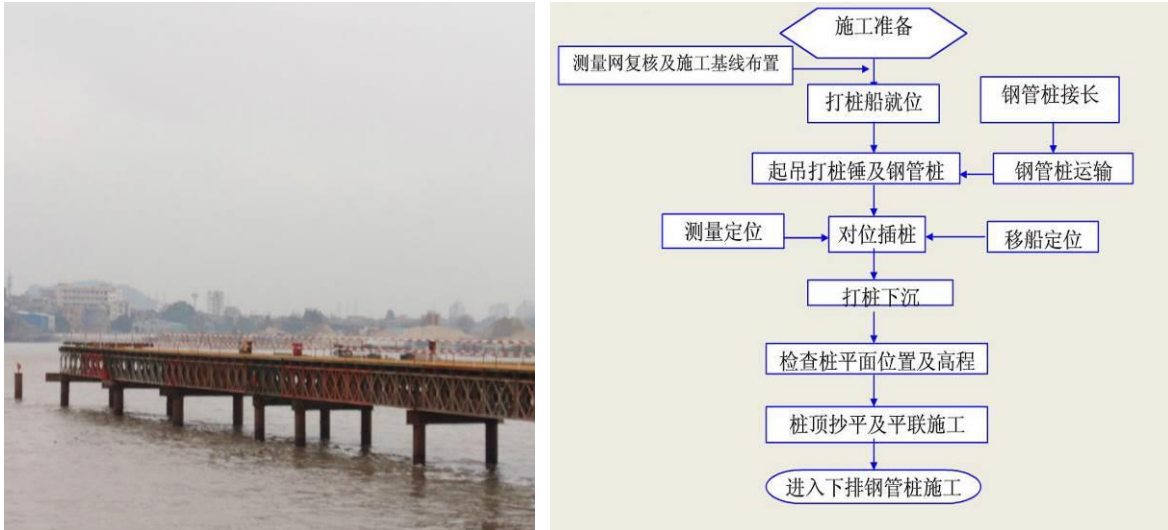 施工准备
测量网复核及施工基线布置
打桩船就位
钢管桩接长
起吊打桩锤及钢管桩
钢管桩运输
测量定位
对位插桩
移船定位
打桩下沉
检查桩平面位置及高程
桩顶抄平及平联施工
进入下排钢管桩施工